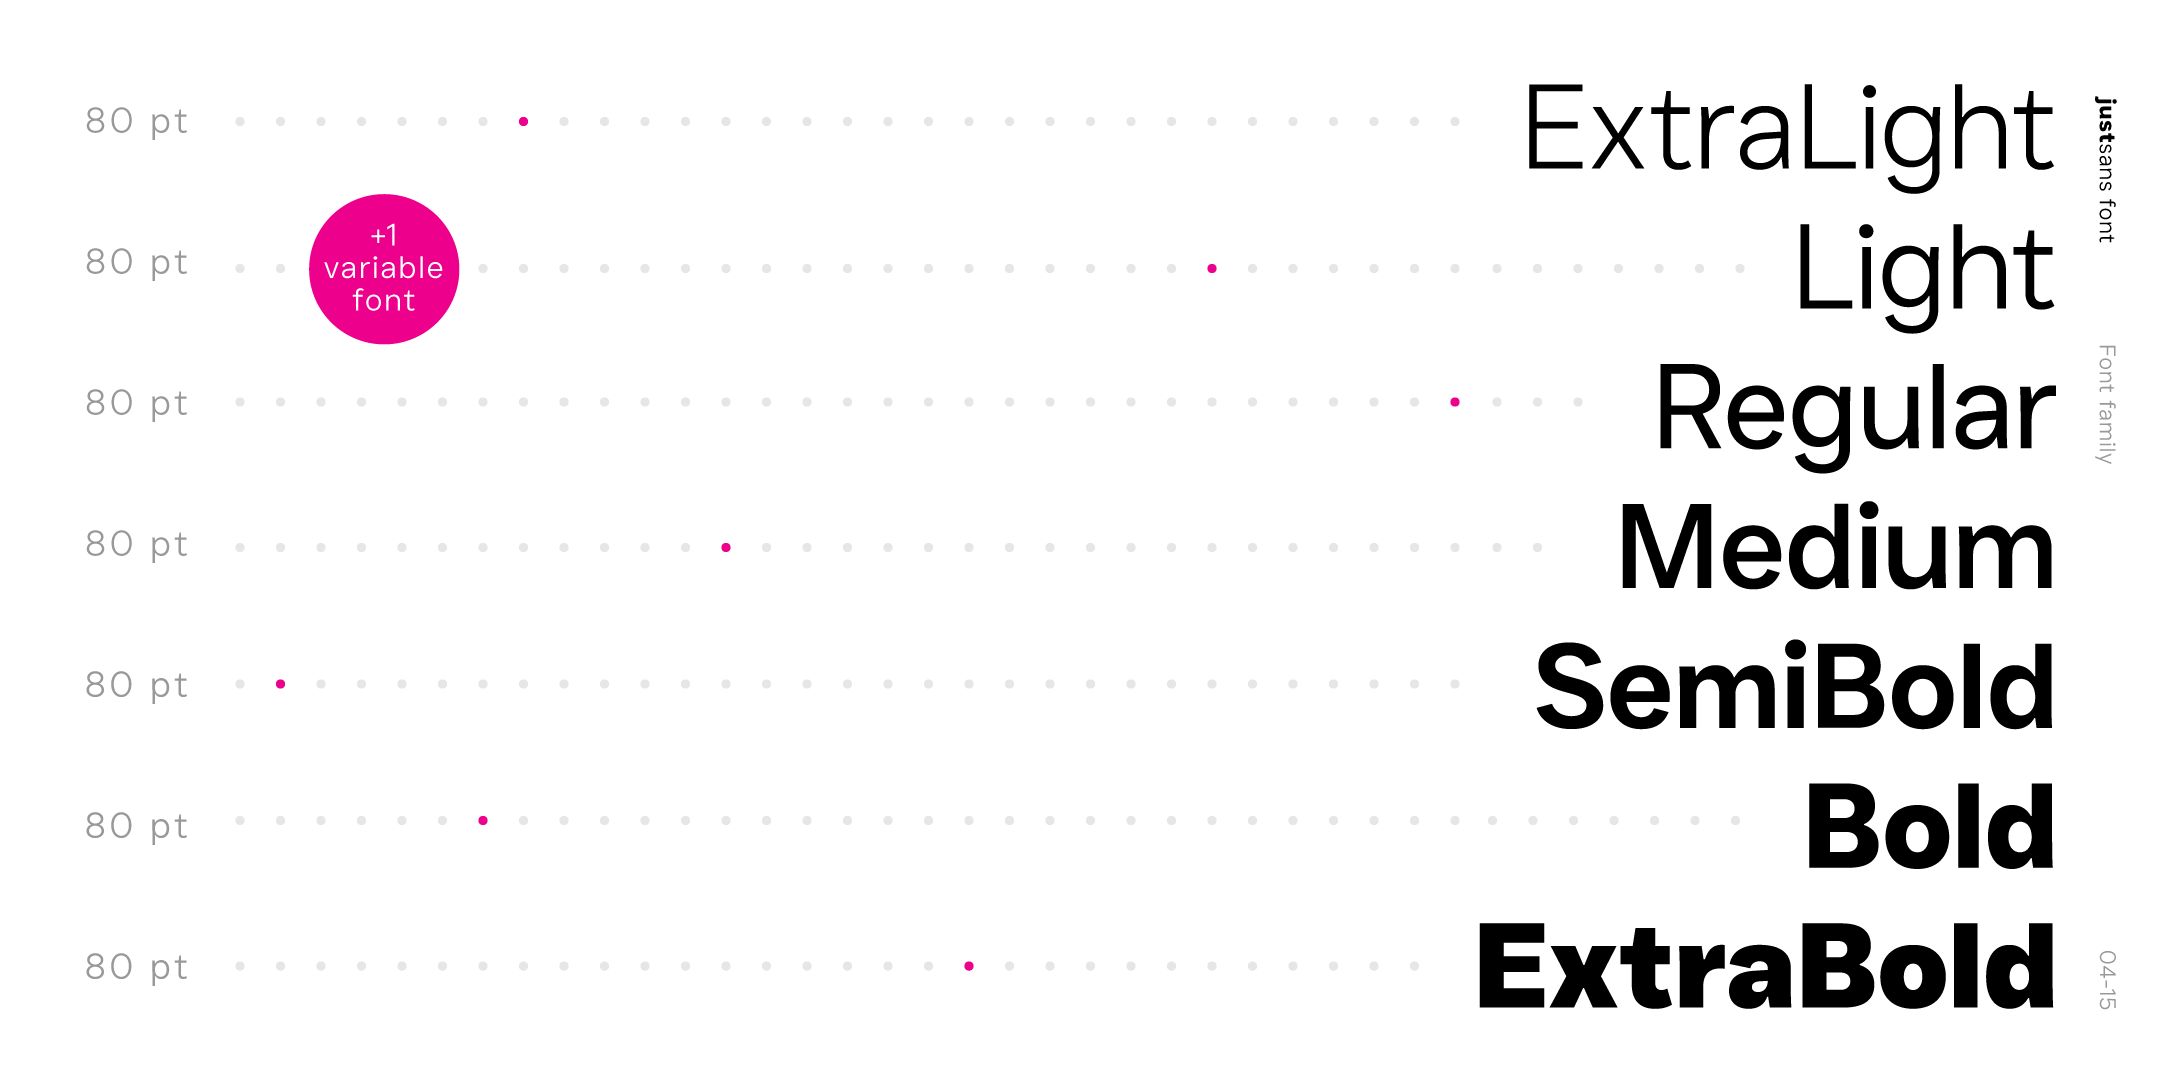 80 pt ExtraLight
+1
variable
font
80 pt Light
80 pt Regular
80 pt Medium
80 pt SemiBold
80 pt Bold
80 pt ExtraBold
justsans font
Font family
04-15